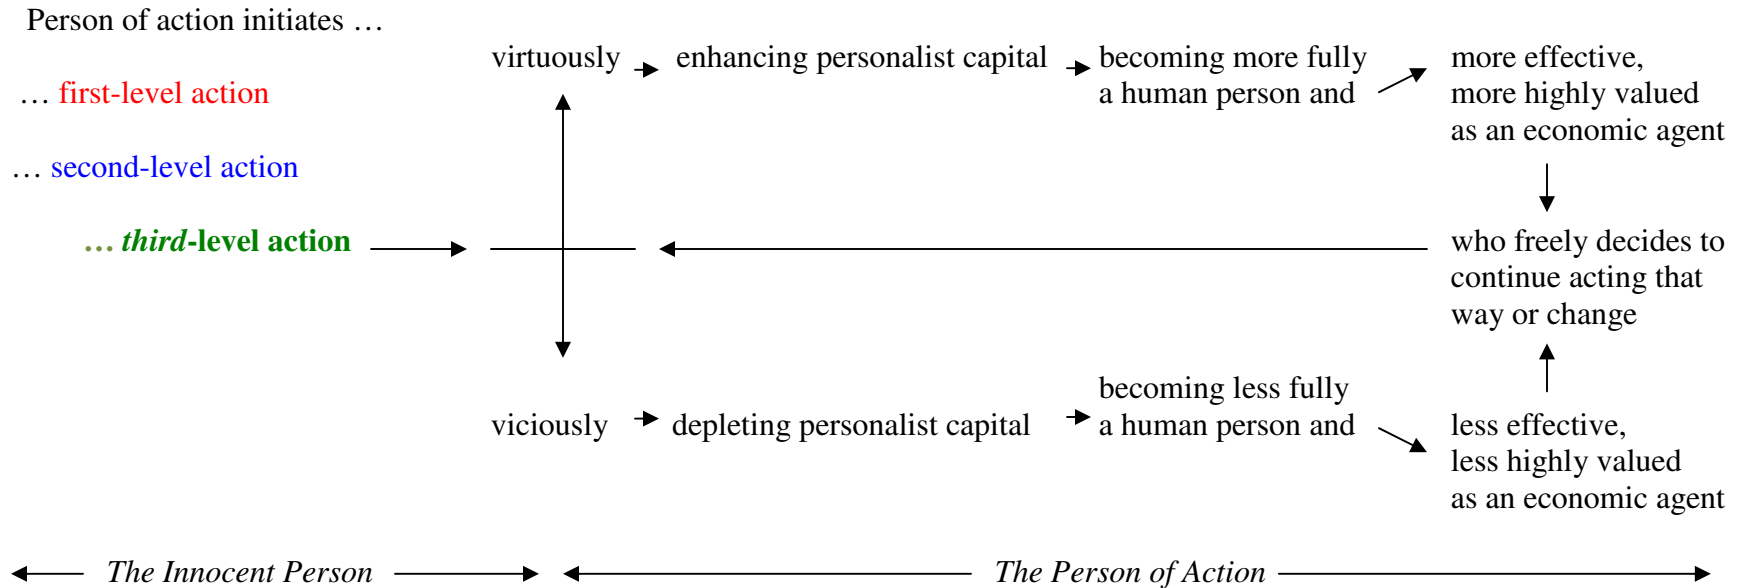 Person of action initiates …
… first-level action
… second-level action
… third-level action
virtuously
enhancing personalist capital
becoming more fully
a human person and
more effective,
more highly valued
as an economic agent
who freely decides to
continue acting that
way or change
viciously
depleting personalist capital
becoming less fully
a human person and
less effective,
less highly valued
as an economic agent
The Innocent Person
The Person of Action